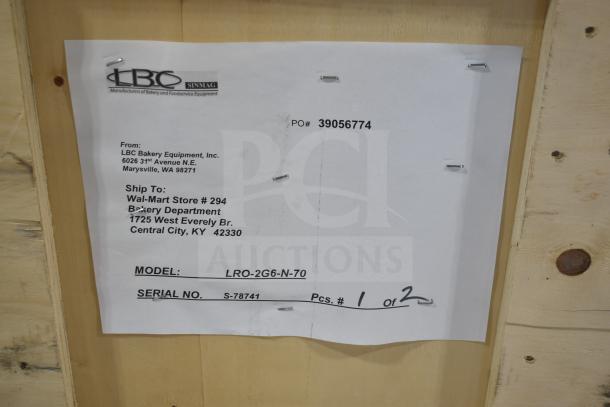 LBC SINMAG
Manufacturers of Bakery and Foodservice Equipment
PO# 39056774
From:
LBC Bakery Equipment, Inc.
6026 31st Avenue N.E.
Marysville, WA 98271
Ship To:
Wal-Mart Store # 294
Bakery Department
1725 West Everely Br.
Central City, KY 42330
PCI
AUCTIONS
MODEL: LRO-2G6-N-70
SERIAL NO. S-78741 Pcs. # 1 of 2